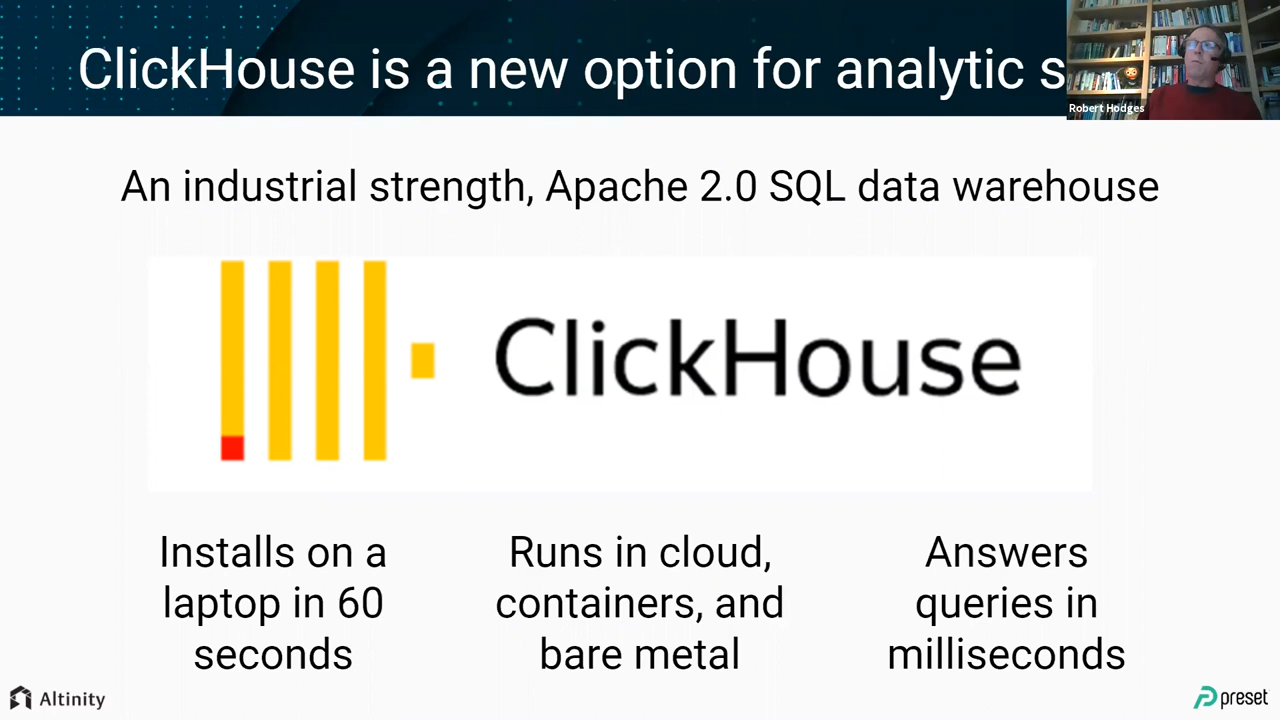 ClickHouse is a new option for analytic s
Robert Hodges
An industrial strength, Apache 2.0 SQL data warehouse
ClickHouse
Installs on a
laptop in 60
seconds
Runs in cloud,
containers, and
bare metal
Answers
queries in
milliseconds
Altinity
preset